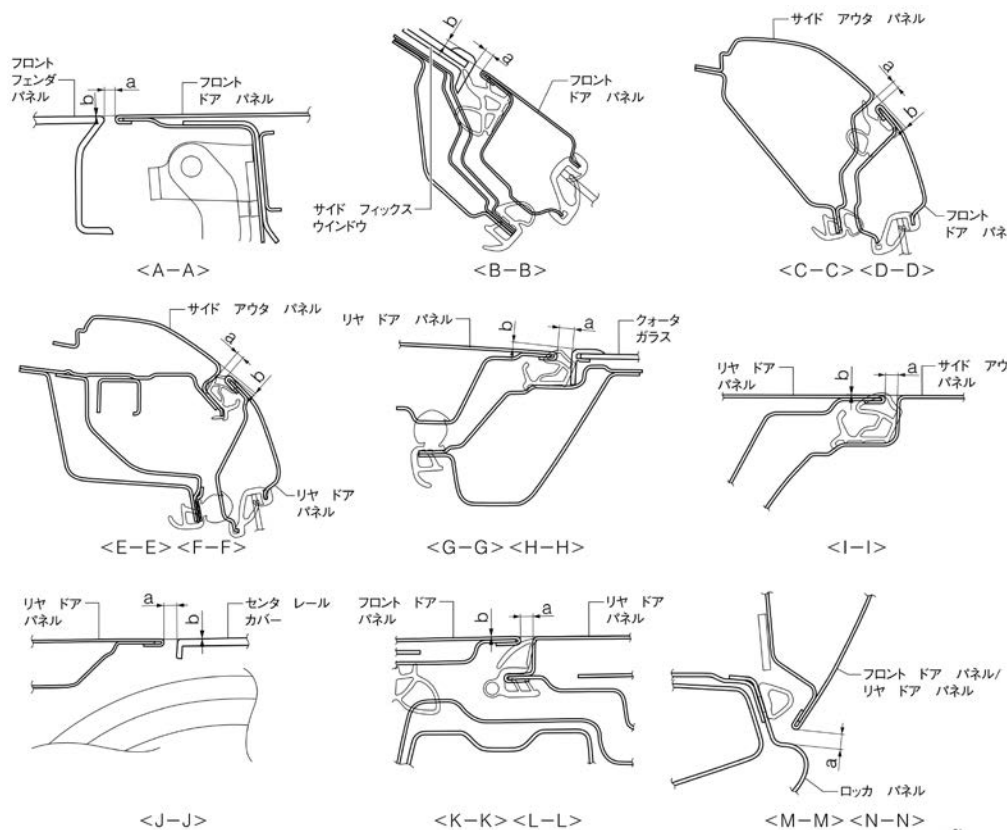 フロント
フェンダ
パネル
b
a
フロント
ドア パネル
<A-A>
b
a
フロント
ドア パネル
サイド フィックス
ウインドウ
<B-B>
サイド アウタ パネル
a
b
フロント
ドア パネ
<C-C> <D-D>
サイド アウタ パネル
a
b
リヤ ドア
パネル
<E-E> <F-F>
リヤ ドア パネル
b
a
クォータ
ガラス
<G-G> <H-H>
リヤ ドア
パネル
b
a
サイド アウ
パネル
<I-I>
リヤ ドア
パネル
a
b
センタ レール
カバー
<J-J>
フロント ドア
パネル
b
a
リヤ ドア
パネル
<K-K> <L-L>
フロント ドア パネル/
リヤ ドア パネル
a
ロッカ パネル
<M-M> <N-N>